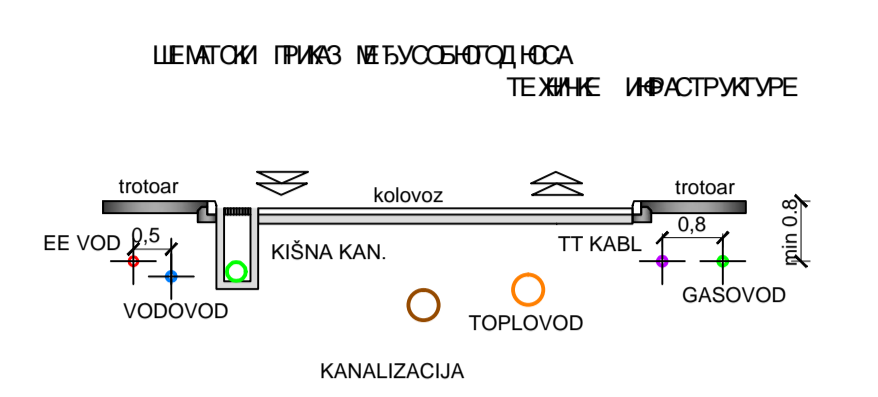 ШЕМАТСКИ ПРИКАЗ МЕЂУСОБНОГ ОДНОСА
ТЕХНИЧКЕ ИНФРАСТРУКТУРЕ
trotoar
trotoar
kolovoz
EE VOD
0,5
KIŠNA KAN.
TT KABL
0,8
min 0.8
VODOVOD
GASOVOD
TOPLOVOD
KANALIZACIJA